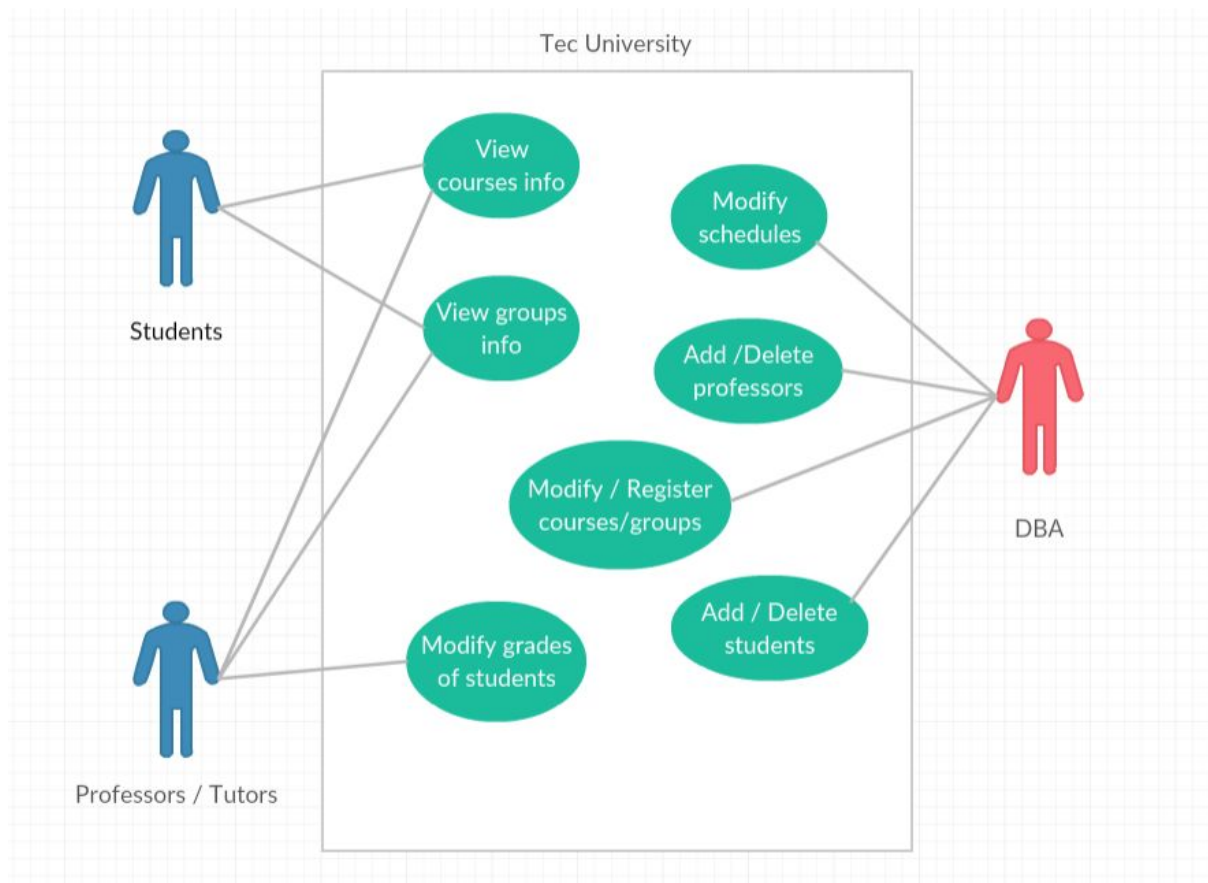 Tec University
View
courses info
Modify
schedules
Students
View groups
info
Add /Delete
professors
Modify / Register
courses/groups
DBA
Add / Delete
students
Modify grades
of students
Professors / Tutors